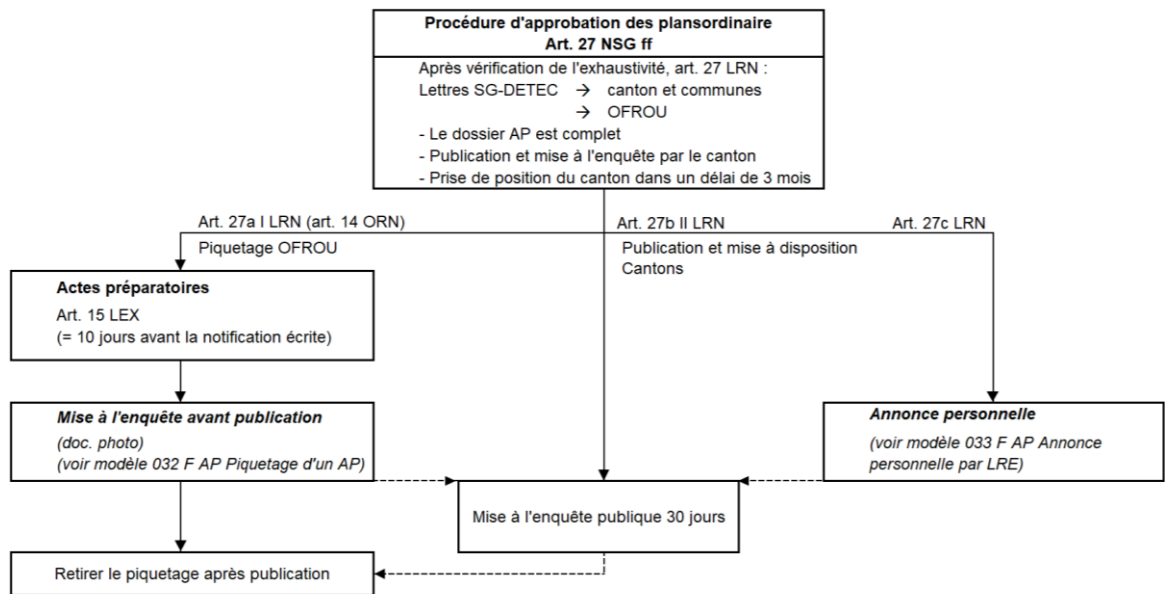 Procédure d'approbation des plansordinaire
Art. 27 NSG ff
Après vérification de l'exhaustivité, art. 27 LRN :
Lettres SG-DETEC → canton et communes
→ OFROU
- Le dossier AP est complet
- Publication et mise à l'enquête par le canton
- Prise de position du canton dans un délai de 3 mois
Art. 27a I LRN (art. 14 ORN)
Piquetage OFROU
Art. 27b II LRN
Publication et mise à disposition
Cantons
Art. 27c LRN
Actes préparatoires
Art. 15 LEX
(= 10 jours avant la notification écrite)
Mise à l'enquête avant publication
(doc. photo)
(voir modèle 032 F AP Piquetage d'un AP)
Annonce personnelle
(voir modèle 033 F AP Annonce
personnelle par LRE)
Mise à l'enquête publique 30 jours
Retirer le piquetage après publication